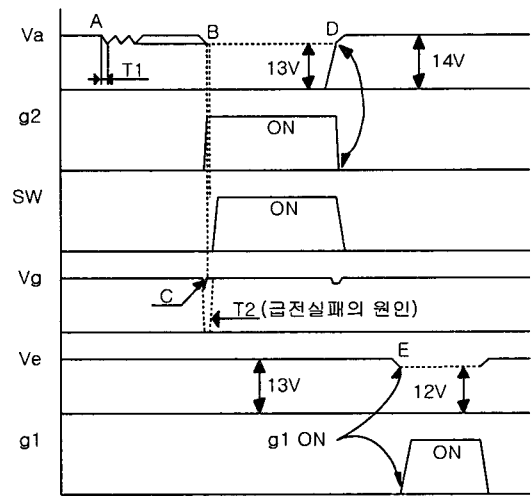 Va
A
B
D
T1
13V
14V
g2
ON
SW
ON
Vg
C
T2 (급전실패의 원인)
Ve
E
13V
12V
g1 ON
g1
ON